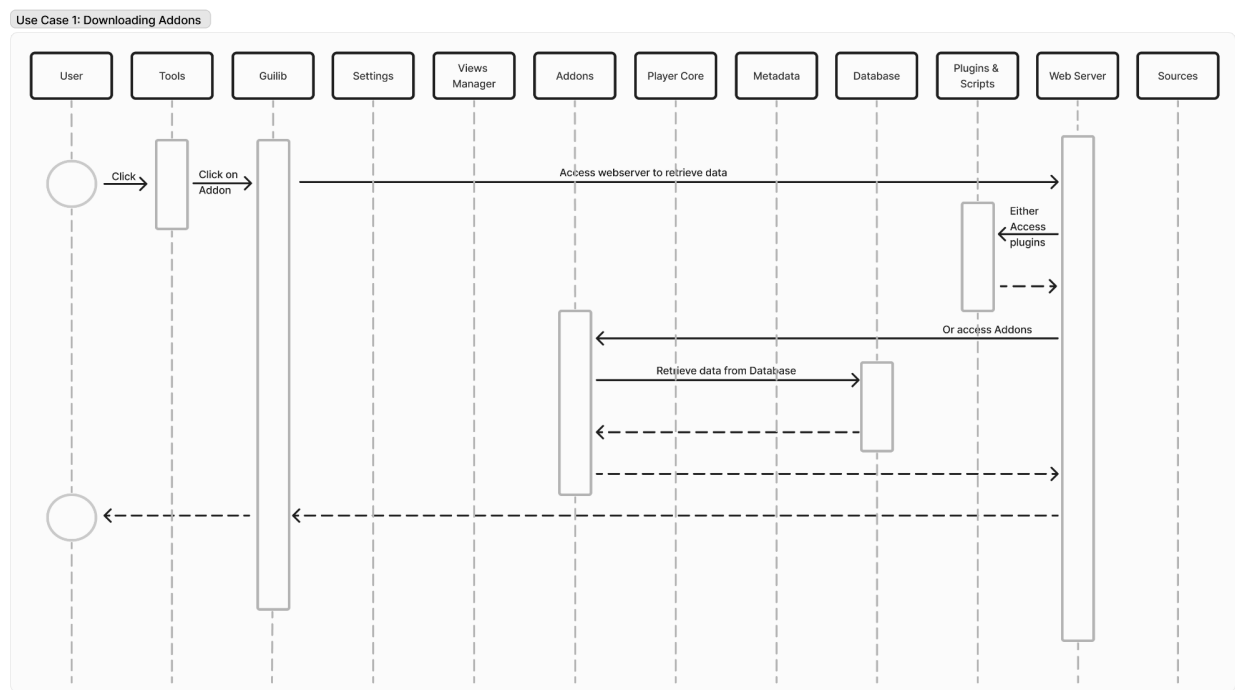 Use Case 1: Downloading Addons
User
Tools
Guilib
Settings
Views
Manager
Addons
Player Core
Metadata
Database
Plugins &
Scripts
Web Server
Sources
Click
Click on
Addon
Access webserver to retrieve data
Either
Access
plugins
Or access Addons
Retrieve data from Database